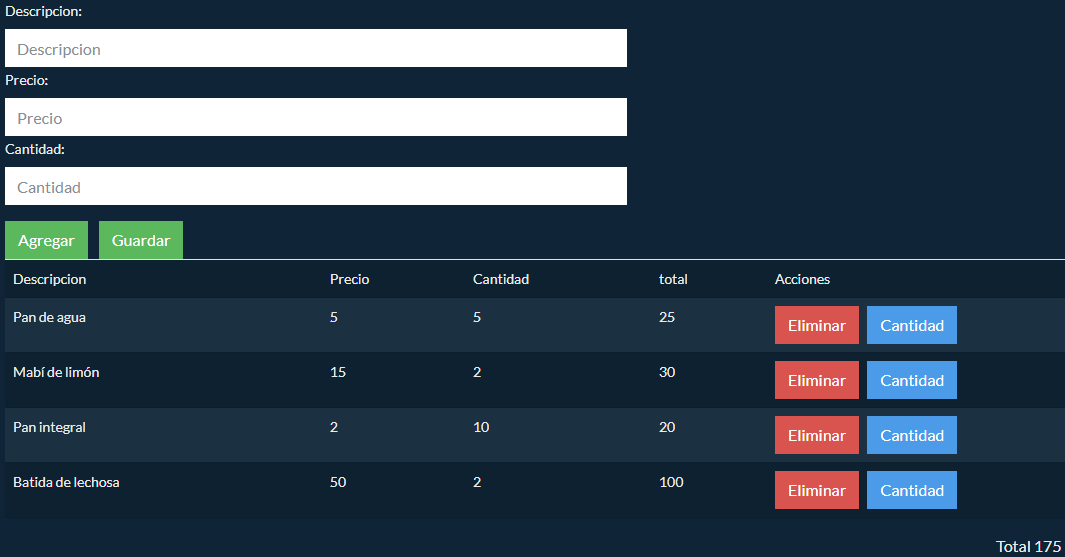 Descripcion:
Descripcion
Precio:
Precio
Cantidad:
Cantidad
Agregar Guardar
Descripcion Precio Cantidad total Acciones
Pan de agua 5 5 25 Eliminar Cantidad
Mabí de limón 15 2 30 Eliminar Cantidad
Pan integral 2 10 20 Eliminar Cantidad
Batida de lechosa 50 2 100 Eliminar Cantidad
Total 175